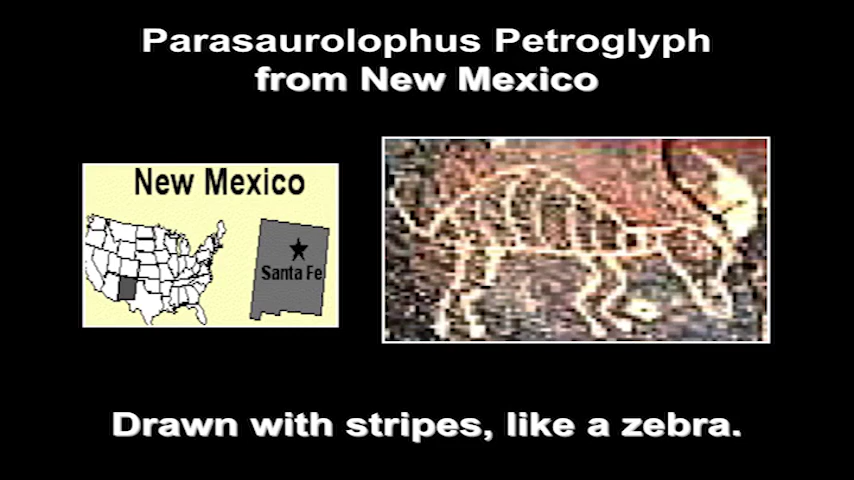 Parasaurolophus Petroglyph
from New Mexico
New Mexico
Santa Fe
Drawn with stripes, like a zebra.